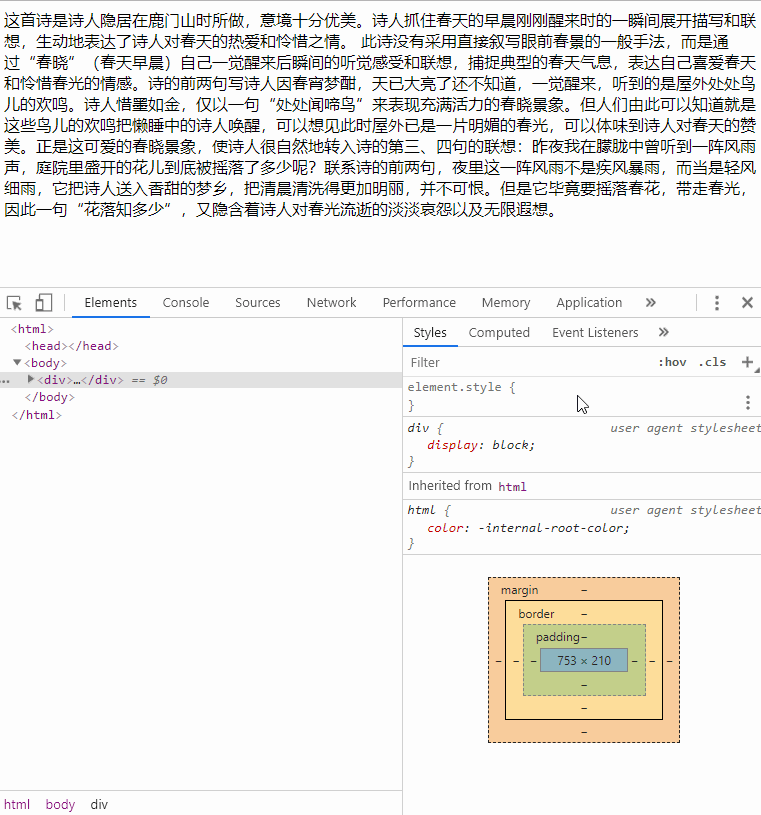 这首诗是诗人隐居在鹿门山时所做，意境十分优美。诗人抓住春天的早晨刚刚醒来时的一瞬间展开描写和联
想，生动地表达了诗人对春天的热爱和怜惜之情。 此诗没有采用直接叙写眼前春景的一般手法，而是通
过“春晓”（春天早晨）自己一觉醒来后瞬间的听觉感受和联想，捕捉典型的春天气息，表达自己喜爱春天
和怜惜春光的情感。诗的前两句写诗人因春宵梦酣，天已大亮了还不知道，一觉醒来，听到的是屋外处处鸟
儿的欢鸣。诗人惜墨如金，仅以一句“处处闻啼鸟”来表现充满活力的春晓景象。但人们由此可以知道就是
这些鸟儿的欢鸣把懒睡中的诗人唤醒，可以想见此时屋外已是一片明媚的春光，可以体味到诗人对春天的赞
美。正是这可爱的春晓景象，使诗人很自然地转入诗的第三、四句的联想：昨夜我在朦胧中曾听到一阵风雨
声，庭院里盛开的花儿到底被摇落了多少呢？联系诗的前两句，夜里这一阵风雨不是疾风暴雨，而当是轻风
细雨，它把诗人送入香甜的梦乡，把清晨清洗得更加明丽，并不可恨。但是它毕竟要摇落春花，带走春光，
因此一句“花落知多少”，又隐含着诗人对春光流逝的淡淡哀怨以及无限遐想。
Elements Console Sources Network Performance Memory Application »
<html>
<head></head>
<body>
… <div>…</div> == $0
</body>
</html>
html body div
Styles Computed Event Listeners »
Filter :hov .cls +
element.style {
}
div { user agent stylesheet
display: block;
}
Inherited from html
html { user agent stylesheet
color: -internal-root-color;
}
margin –
border –
padding –
– – – 753 × 210 – – –
–
–
–